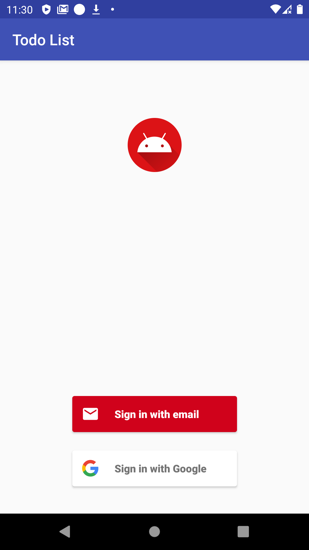 11:30
Todo List
Sign in with email
Sign in with Google